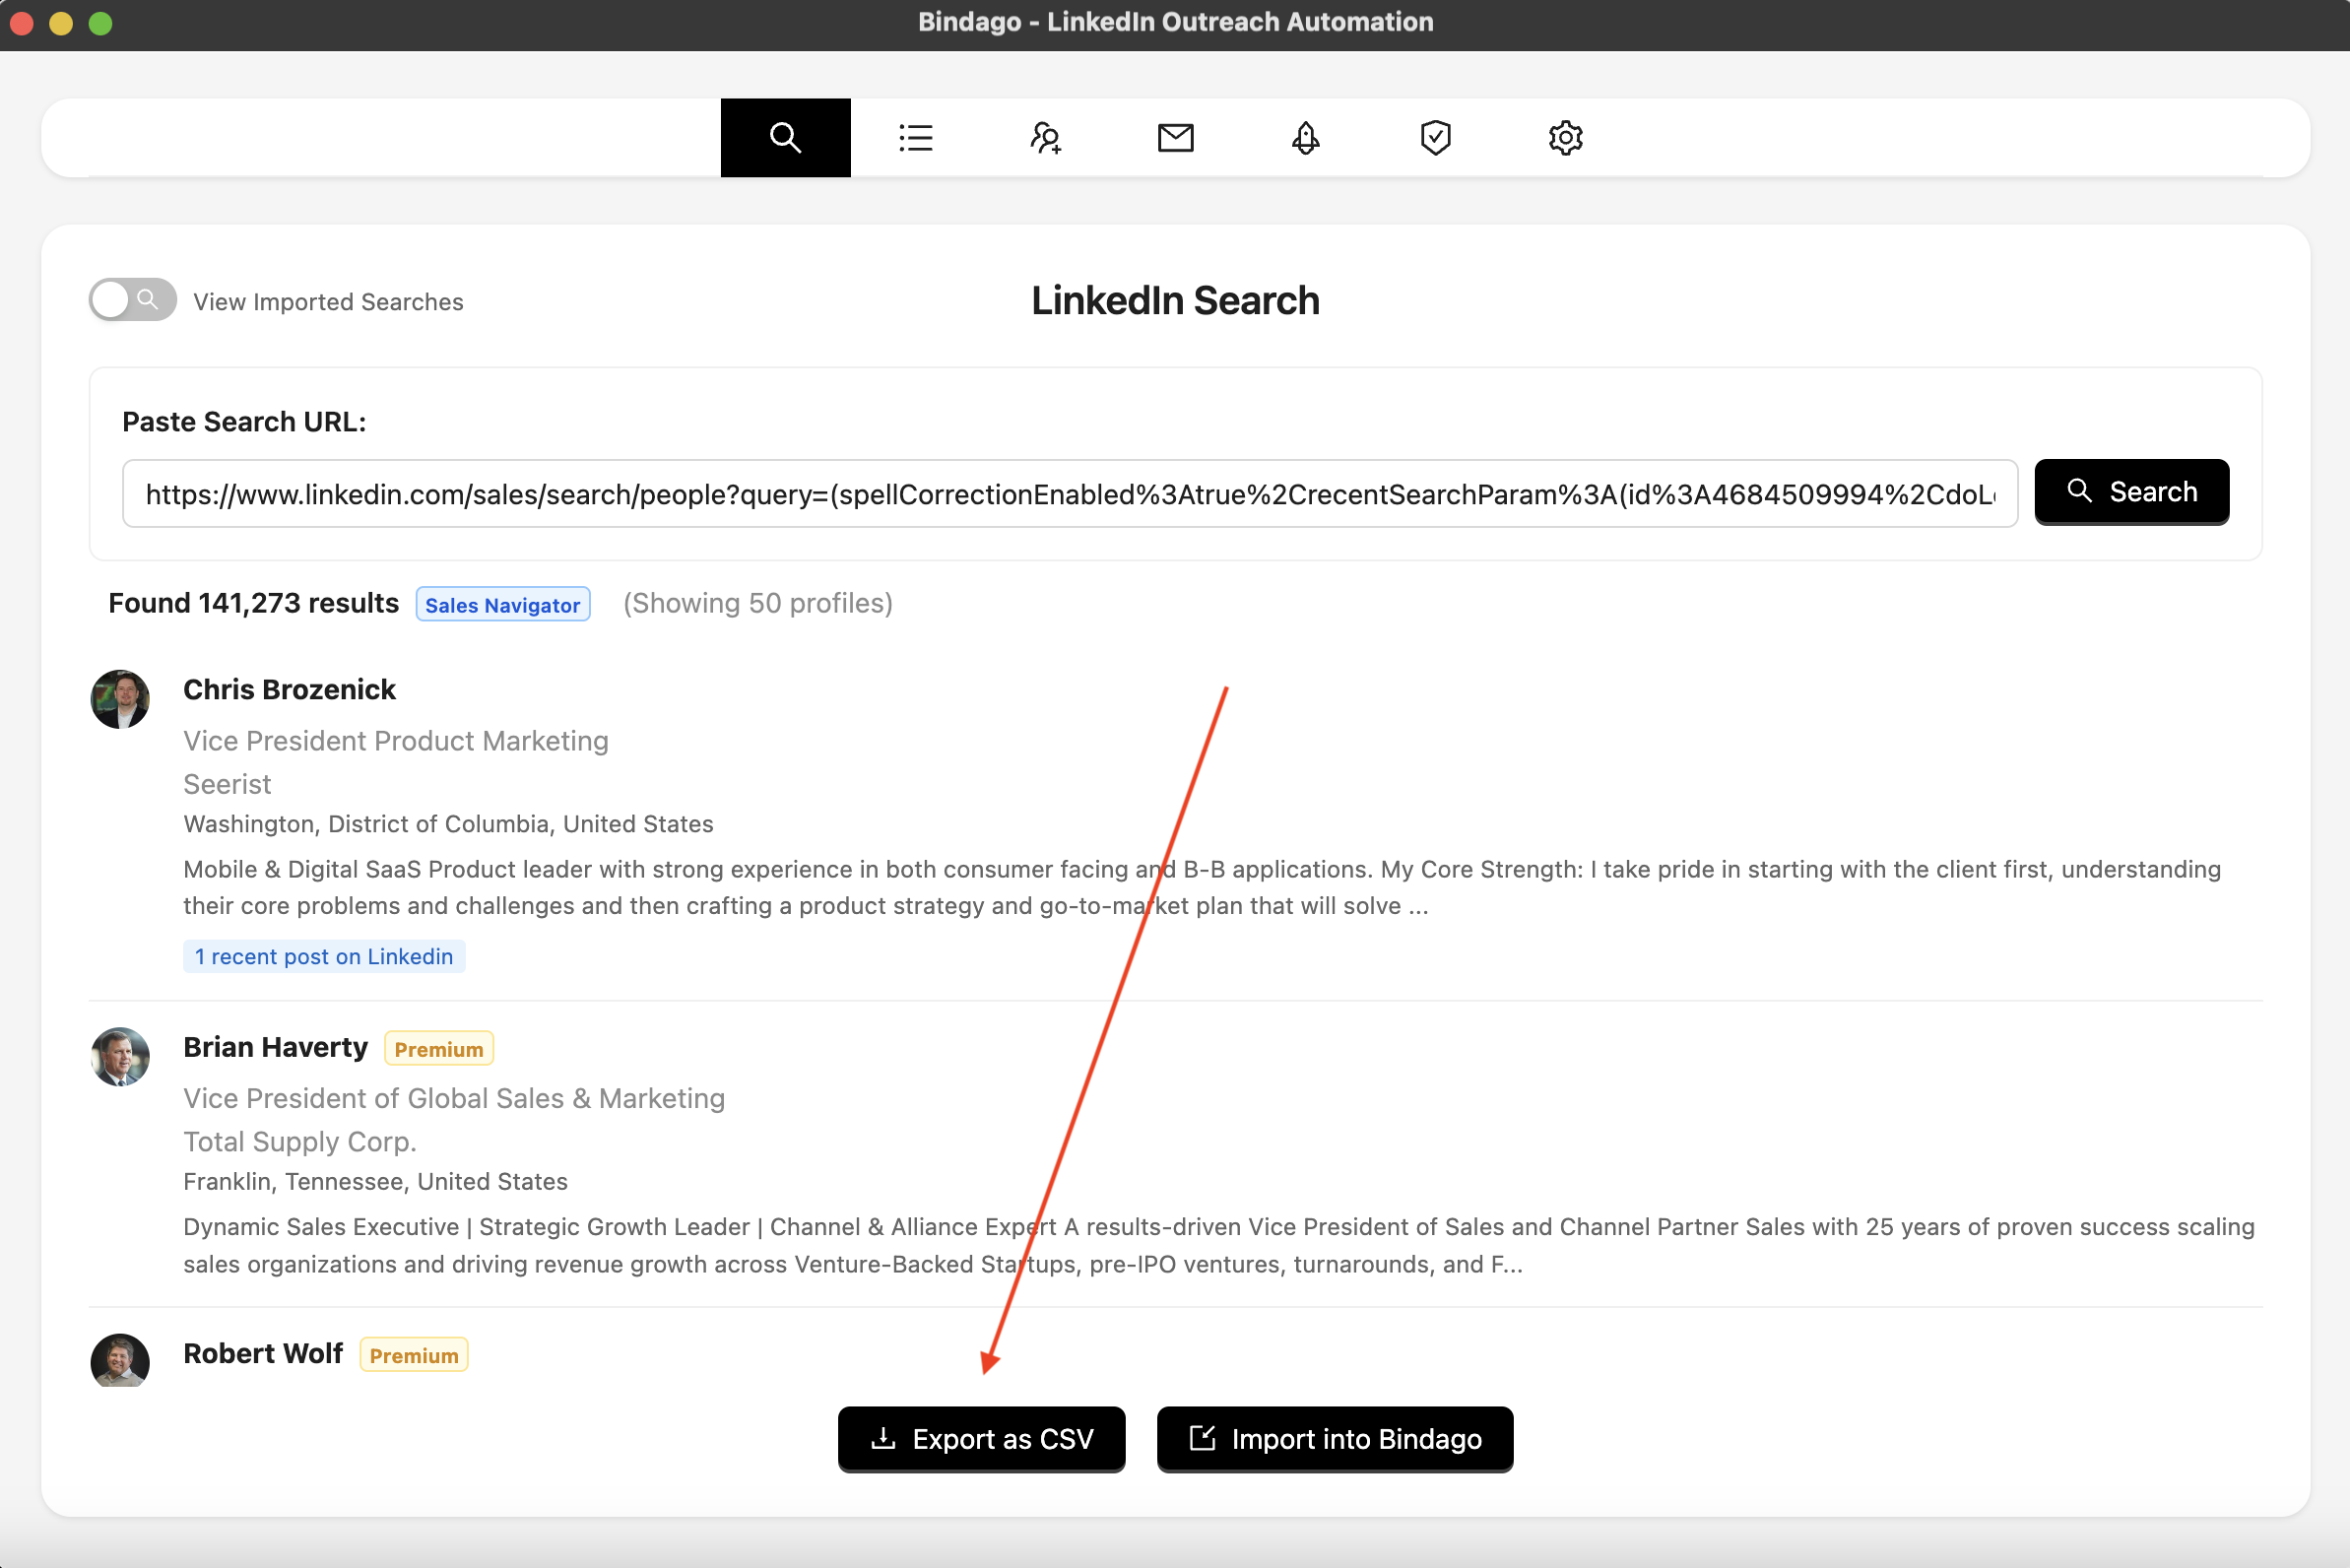 Bindago - LinkedIn Outreach Automation
View Imported Searches
LinkedIn Search
Paste Search URL:
https://www.linkedin.com/sales/search/people?query=(spellCorrectionEnabled%3Atrue%2CrecentSearchParam%3A(id%3A4684509994%2CdoL
Search
Found 141,273 results Sales Navigator (Showing 50 profiles)
Chris Brozenick
Vice President Product Marketing
Seerist
Washington, District of Columbia, United States
Mobile & Digital SaaS Product leader with strong experience in both consumer facing and B-B applications. My Core Strength: I take pride in starting with the client first, understanding
their core problems and challenges and then crafting a product strategy and go-to-market plan that will solve ...
1 recent post on Linkedin
Brian Haverty Premium
Vice President of Global Sales & Marketing
Total Supply Corp.
Franklin, Tennessee, United States
Dynamic Sales Executive | Strategic Growth Leader | Channel & Alliance Expert A results-driven Vice President of Sales and Channel Partner Sales with 25 years of proven success scaling
sales organizations and driving revenue growth across Venture-Backed Startups, pre-IPO ventures, turnarounds, and F...
Robert Wolf Premium
Export as CSV
Import into Bindago